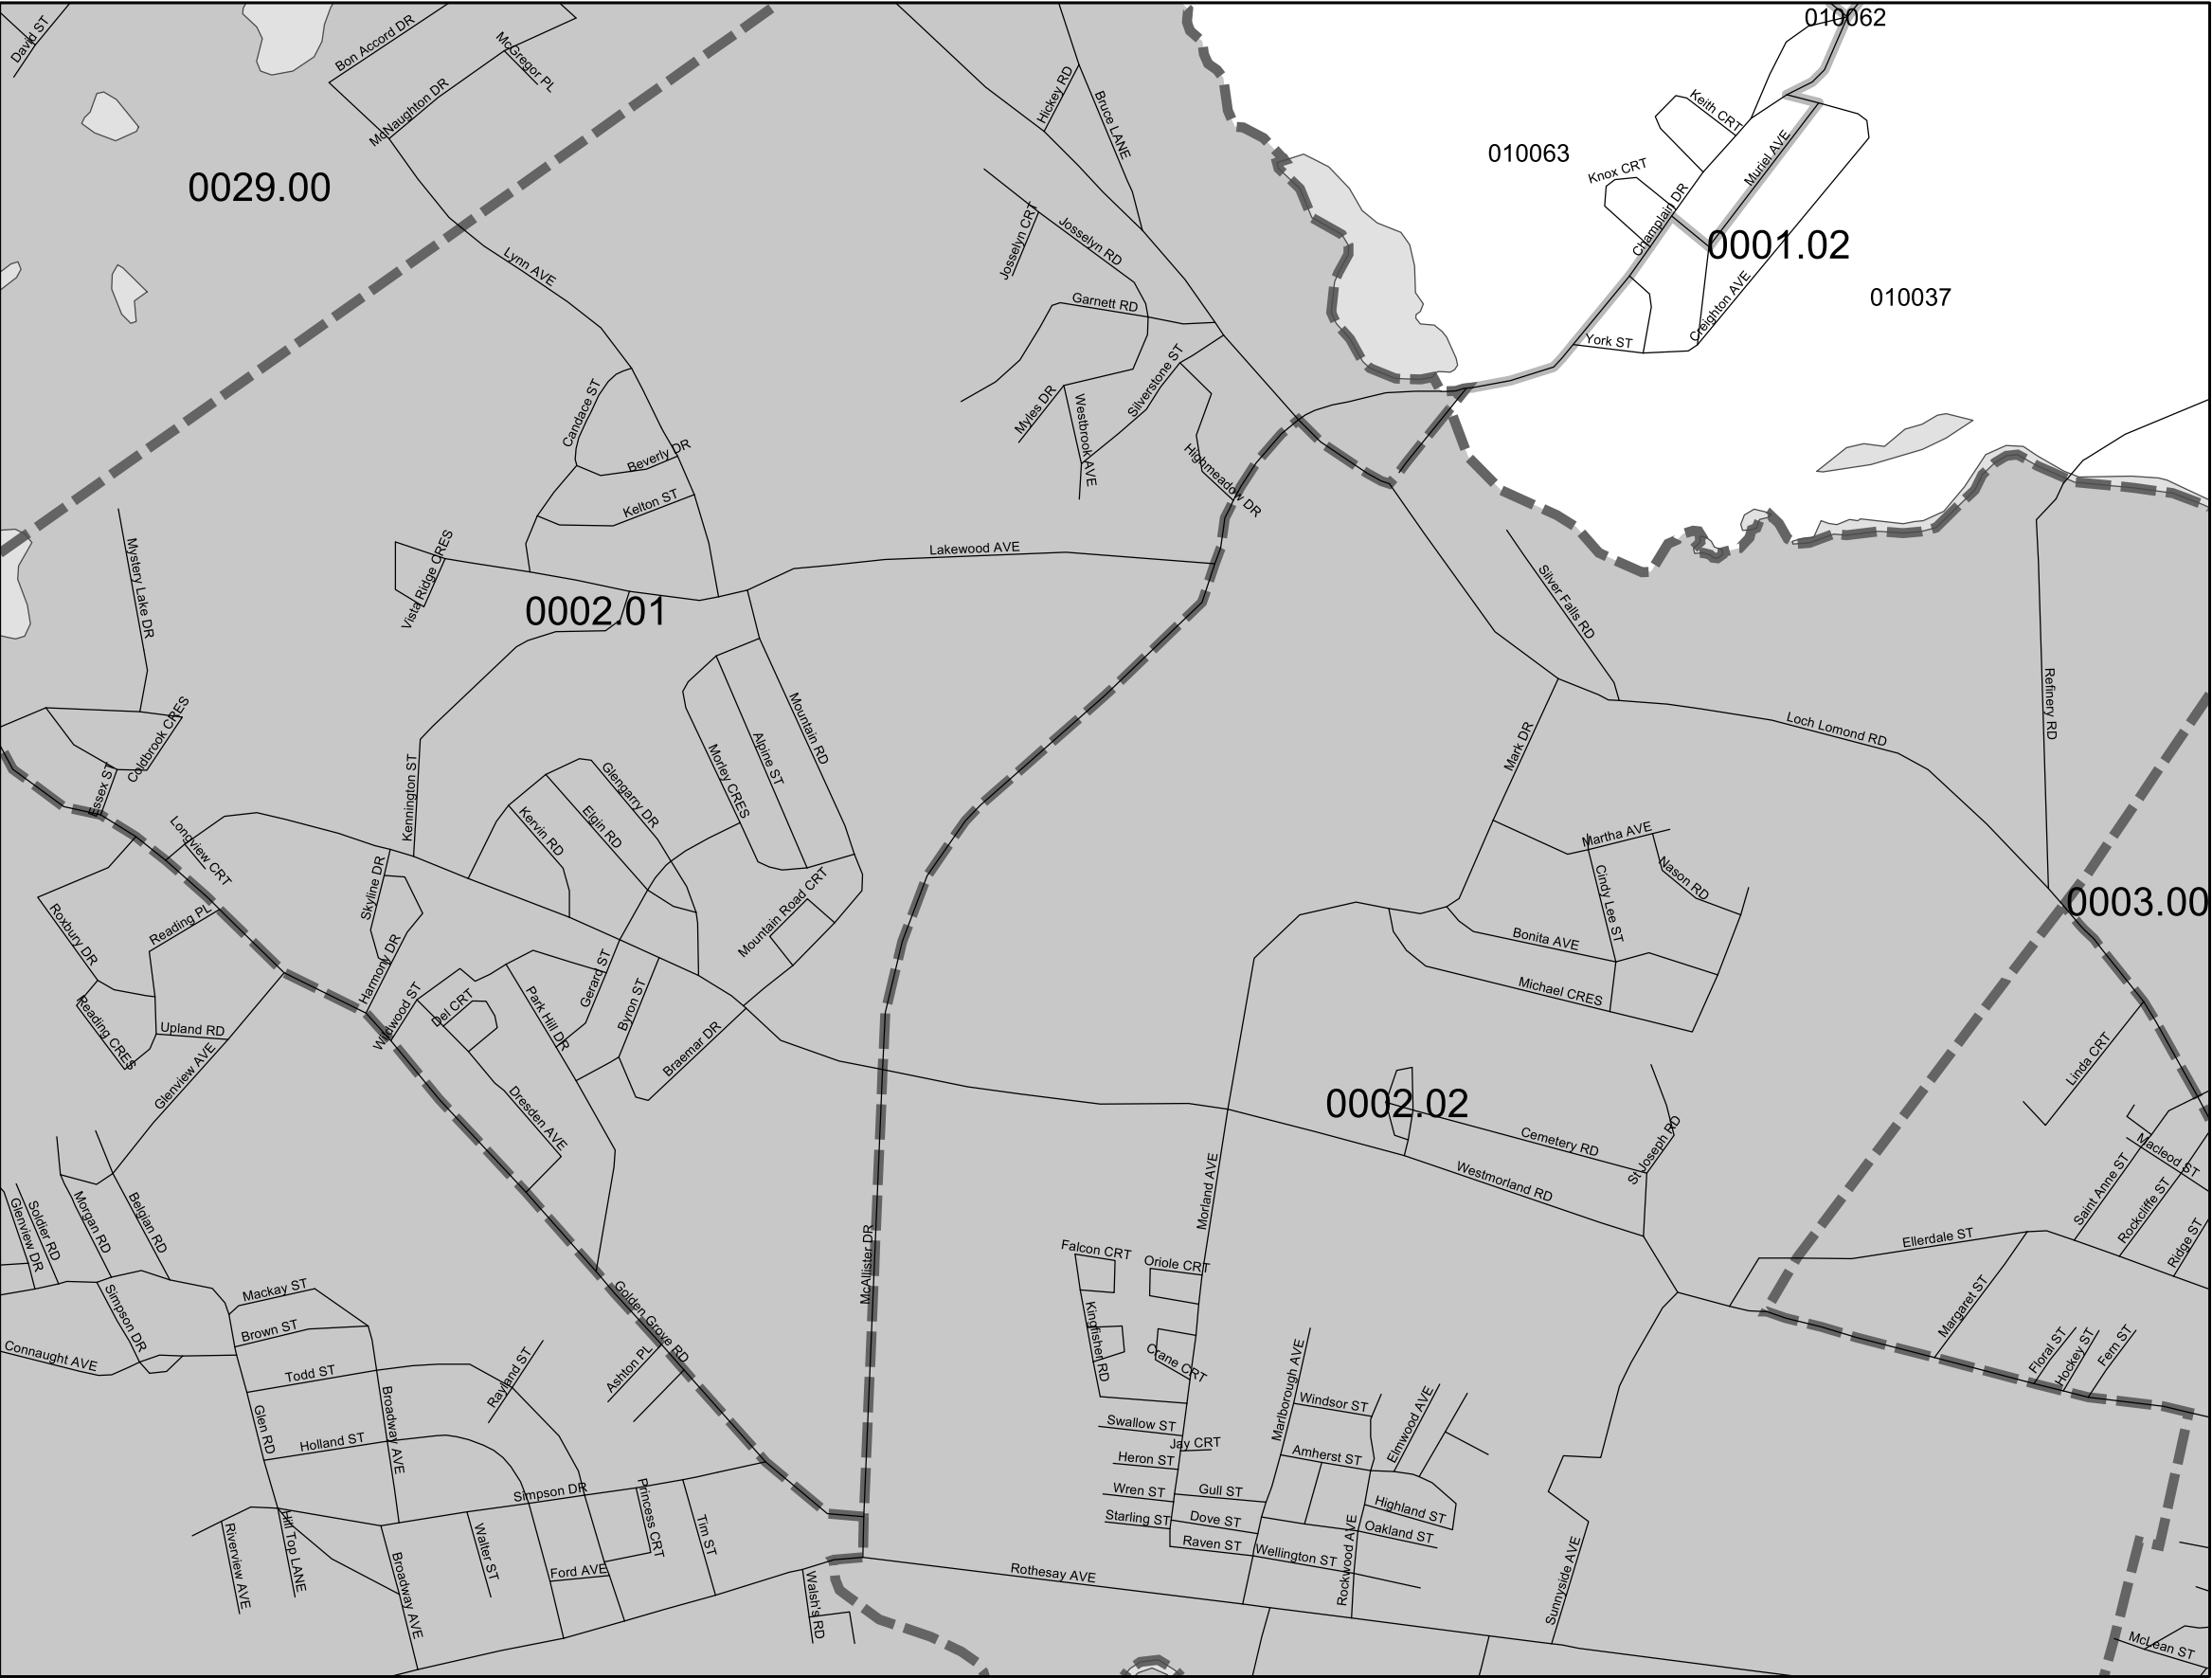 David ST
Bon Accord DR
McGregor PL
McNaughton DR
0029.00
Hickey RD
Bruce LANE
010062
Keith CRT
010063
Knox CRT
Muriel AVE
Champlain DR
0001.02
010037
Creighton AVE
York ST
Josselyn CRT
Josselyn RD
Garnett RD
Lynn AVE
Silverstone ST
Myles DR
Westbrook AVE
Highmeadow DR
Candace ST
Beverly DR
Kelton ST
Lakewood AVE
Vista Ridge CRES
Mystery Lake DR
0002.01
Silver Falls RD
Refinery RD
Loch Lomond RD
Coldbrook CRES
Essex ST
Longview CRT
Kennington ST
Mountain RD
Alpine ST
Morley CRES
Glengarry DR
Elgin RD
Kervin RD
Mark DR
Martha AVE
Nason RD
Cindy Lee ST
Bonita AVE
Michael CRES
0003.00
Skyline DR
Roxbury DR
Reading PL
Harmony DR
Mountain Road CRT
Gerard ST
Byron ST
Park Hill DR
Del CRT
Wildwood ST
Reading CRES
Upland RD
Glenview AVE
Braemar DR
Dresden AVE
Linda CRT
0002.02
Cemetery RD
St Joseph RD
Westmorland RD
Macleod ST
Saint Anne ST
Rockcliffe ST
Ridge ST
Ellerdale ST
Margaret ST
Floral ST
Hockey ST
Fern ST
Morland AVE
McAllister DR
Golden Grove RD
Glenview DR
Soldier RD
Morgan RD
Belgian RD
Simpson DR
Mackay ST
Brown ST
Connaught AVE
Todd ST
Glen RD
Broadway AVE
Holland ST
Rayland ST
Ashton PL
Falcon CRT
Oriole CRT
Kingfisher RD
Crane CRT
Swallow ST
Jay CRT
Heron ST
Wren ST
Gull ST
Starling ST
Dove ST
Raven ST
Marlborough AVE
Windsor ST
Elmwood AVE
Amherst ST
Highland ST
Oakland ST
Wellington ST
Rockwood AVE
Sunnyside AVE
Simpson DR
Princess CRT
Tim ST
Riverview AVE
Hill Top LANE
Broadway AVE
Walter ST
Ford AVE
Walsh's RD
Rothesay AVE
McLean ST